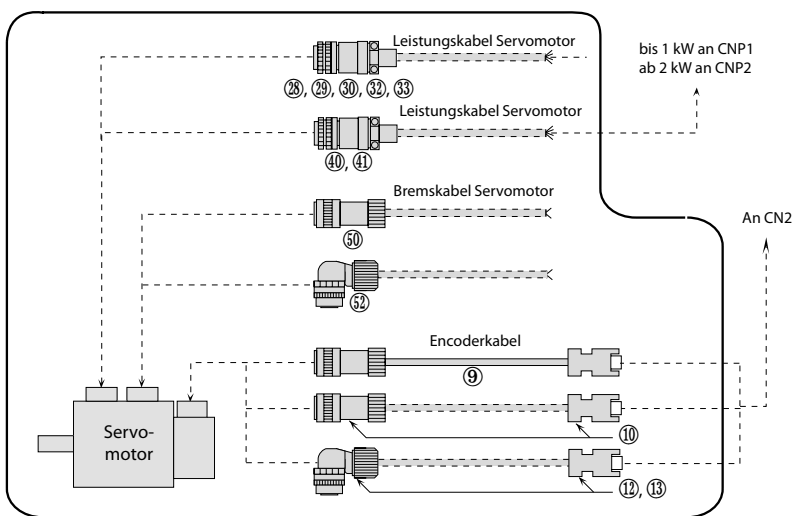 Leistungskabel Servomotor
bis 1 kW an CNP1
ab 2 kW an CNP2
㉘, ㉙, ㉚, ㉜, ㉝
Leistungskabel Servomotor
㊵, ㊶
Bremskabel Servomotor
An CN2
㊿
52
Encoderkabel
⑨
⑩
Servo-
motor
⑫, ⑬